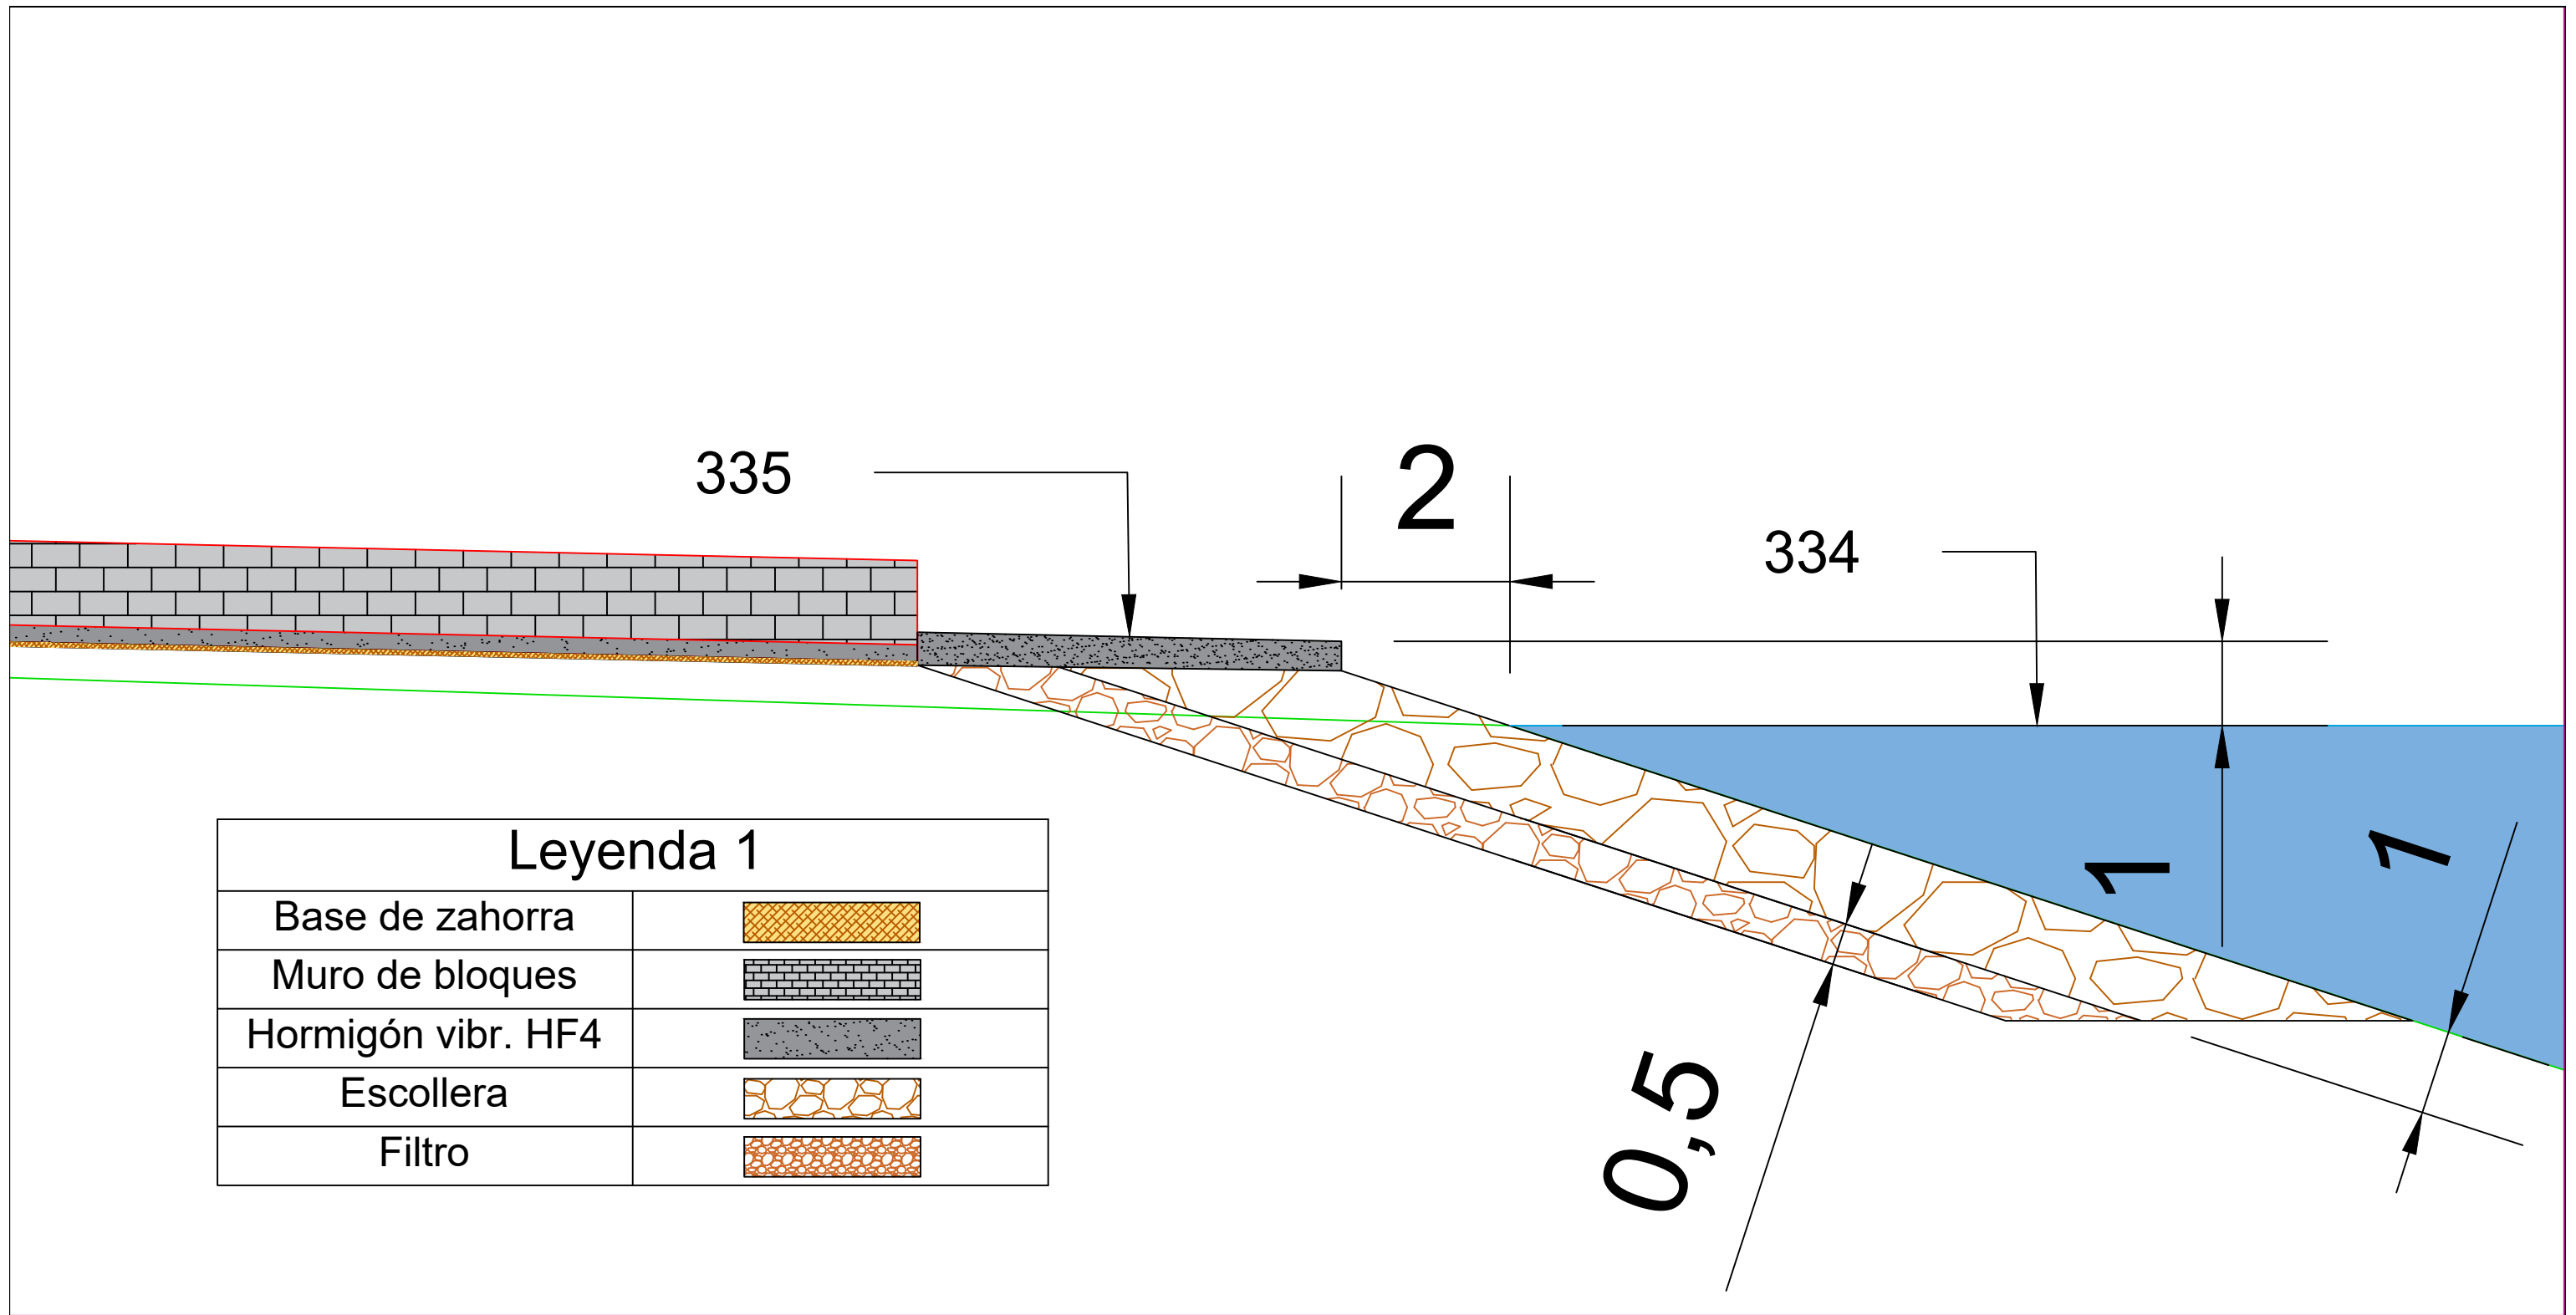 2
335
334
1
1
0,5
Leyenda 1
Base de zahorra
Muro de bloques
Hormigón vibr. HF4
Escollera
Filtro